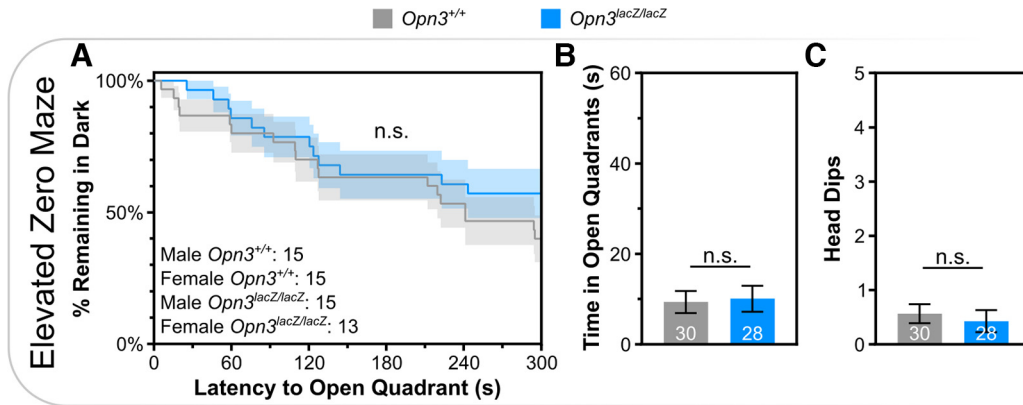 Opn3+/+ Opn3lacZ/lacZ
Elevated Zero Maze
A
% Remaining in Dark
100%
50%
0%
n.s.
Male Opn3+/+: 15
Female Opn3+/+: 15
Male Opn3lacZ/lacZ: 15
Female Opn3lacZ/lacZ: 13
0 60 120 180 240 300
Latency to Open Quadrant (s)
B
Time in Open Quadrants (s)
60
40
20
0
n.s.
30 28
C
Head Dips
5
4
3
2
1
0
n.s.
30 28